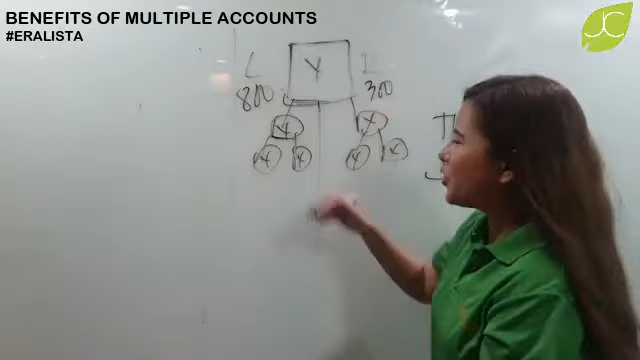 BENEFITS OF MULTIPLE ACCOUNTS
#ERALISTA
JC
Y
L
800
300
Y
X
X X X X